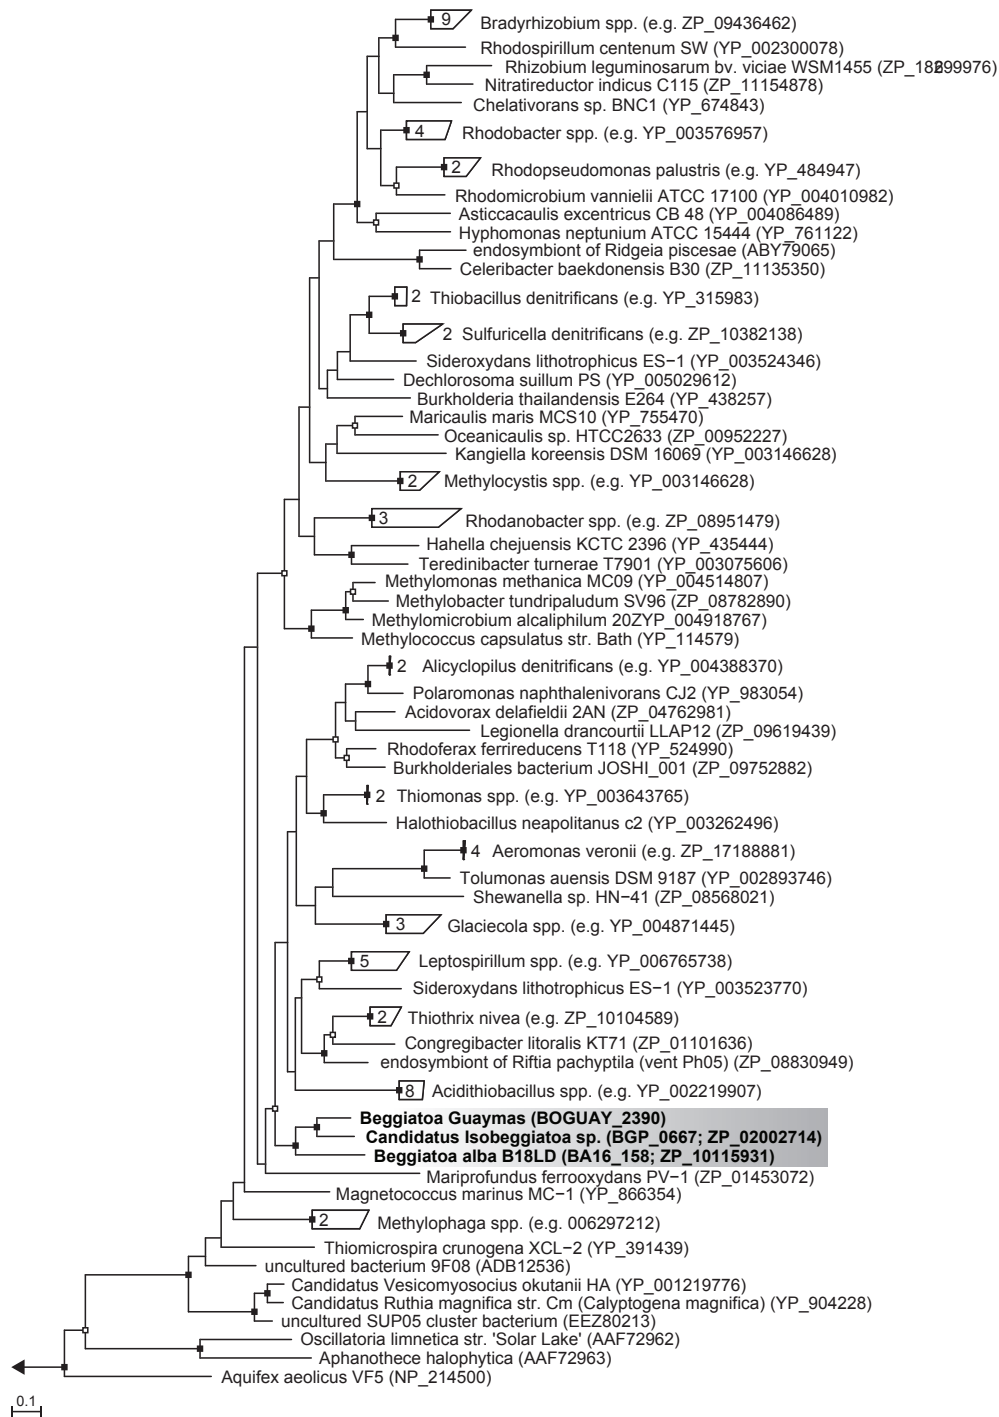 9 Bradyrhizobium spp. (e.g. ZP_09436462)
Rhodospirillum centenum SW (YP_002300078)
Rhizobium leguminosarum bv. viciae WSM1455 (ZP_18299976)
Nitratireductor indicus C115 (ZP_11154878)
Chelativorans sp. BNC1 (YP_674843)
4 Rhodobacter spp. (e.g. YP_003576957)
2 Rhodopseudomonas palustris (e.g. YP_484947)
Rhodomicrobium vannielii ATCC 17100 (YP_004010982)
Asticcacaulis excentricus CB 48 (YP_004086489)
Hyphomonas neptunium ATCC 15444 (YP_761122)
endosymbiont of Ridgeia piscesae (ABY79065)
Celeribacter baekdonensis B30 (ZP_11135350)
2 Thiobacillus denitrificans (e.g. YP_315983)
2 Sulfuricella denitrificans (e.g. ZP_10382138)
Sideroxydans lithotrophicus ES−1 (YP_003524346)
Dechlorosoma suillum PS (YP_005029612)
Burkholderia thailandensis E264 (YP_438257)
Maricaulis maris MCS10 (YP_755470)
Oceanicaulis sp. HTCC2633 (ZP_00952227)
Kangiella koreensis DSM 16069 (YP_003146628)
2 Methylocystis spp. (e.g. YP_003146628)
3 Rhodanobacter spp. (e.g. ZP_08951479)
Hahella chejuensis KCTC 2396 (YP_435444)
Teredinibacter turnerae T7901 (YP_003075606)
Methylomonas methanica MC09 (YP_004514807)
Methylobacter tundripaludum SV96 (ZP_08782890)
Methylomicrobium alcaliphilum 20ZYP_004918767)
Methylococcus capsulatus str. Bath (YP_114579)
2 Alicyclopilus denitrificans (e.g. YP_004388370)
Polaromonas naphthalenivorans CJ2 (YP_983054)
Acidovorax delafieldii 2AN (ZP_04762981)
Legionella drancourtii LLAP12 (ZP_09619439)
Rhodoferax ferrireducens T118 (YP_524990)
Burkholderiales bacterium JOSHI_001 (ZP_09752882)
2 Thiomonas spp. (e.g. YP_003643765)
Halothiobacillus neapolitanus c2 (YP_003262496)
4 Aeromonas veronii (e.g. ZP_17188881)
Tolumonas auensis DSM 9187 (YP_002893746)
Shewanella sp. HN−41 (ZP_08568021)
3 Glaciecola spp. (e.g. YP_004871445)
5 Leptospirillum spp. (e.g. YP_006765738)
Sideroxydans lithotrophicus ES−1 (YP_003523770)
2 Thiothrix nivea (e.g. ZP_10104589)
Congregibacter litoralis KT71 (ZP_01101636)
endosymbiont of Riftia pachyptila (vent Ph05) (ZP_08830949)
8 Acidithiobacillus spp. (e.g. YP_002219907)
Beggiatoa Guaymas (BOGUAY_2390)
Candidatus Isobeggiatoa sp. (BGP_0667; ZP_02002714)
Beggiatoa alba B18LD (BA16_158; ZP_10115931)
Mariprofundus ferrooxydans PV−1 (ZP_01453072)
Magnetococcus marinus MC−1 (YP_866354)
2 Methylophaga spp. (e.g. 006297212)
Thiomicrospira crunogena XCL−2 (YP_391439)
uncultured bacterium 9F08 (ADB12536)
Candidatus Vesicomyosocius okutanii HA (YP_001219776)
Candidatus Ruthia magnifica str. Cm (Calyptogena magnifica) (YP_904228)
uncultured SUP05 cluster bacterium (EEZ80213)
Oscillatoria limnetica str. 'Solar Lake' (AAF72962)
Aphanothece halophytica (AAF72963)
Aquifex aeolicus VF5 (NP_214500)
0.1